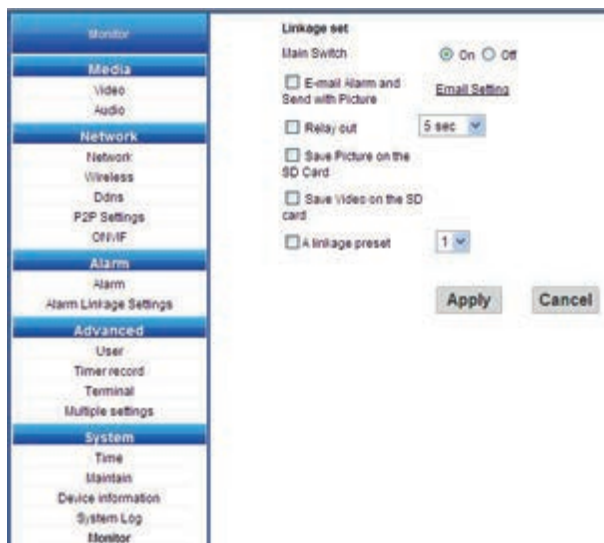 Monitor
Media
Video
Audio
Network
Network
Wireless
Ddns
P2P Settings
ONVIF
Alarm
Alarm
Alarm Linkage Settings
Advanced
User
Timer record
Terminal
Multiple settings
System
Time
Maintain
Device information
System Log
Monitor
Linkage set
Main Switch On Off
E-mail Alarm and
Send with Picture Email Setting
Relay out 5 sec
Save Picture on the
SD Card
Save Video on the SD
card
A linkage preset 1
Apply Cancel